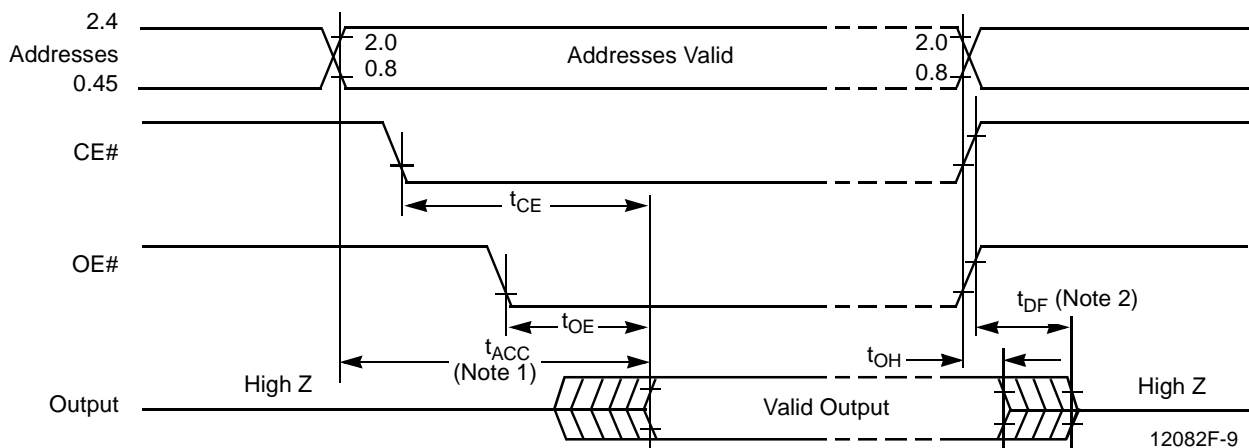 2.4
Addresses
0.45
2.0
0.8
Addresses Valid
2.0
0.8
CE#
tCE
OE#
tOE
tDF (Note 2)
tACC
(Note 1)
tOH
High Z
High Z
Output
Valid Output
12082F-9